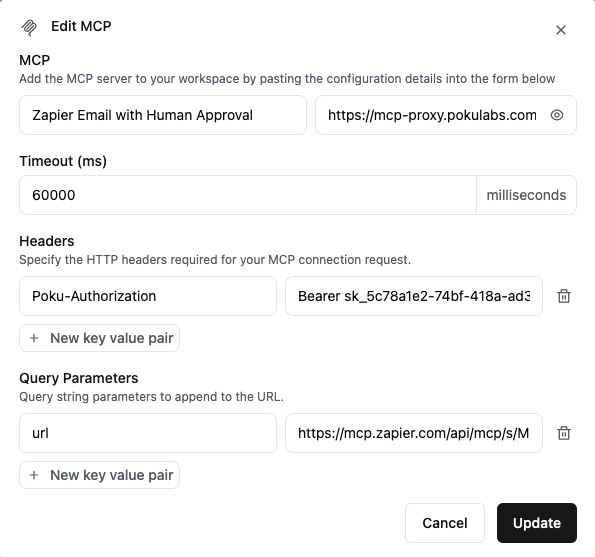 Edit MCP
MCP
Add the MCP server to your workspace by pasting the configuration details into the form below
Zapier Email with Human Approval https://mcp-proxy.pokulabs.com
Timeout (ms)
60000 milliseconds
Headers
Specify the HTTP headers required for your MCP connection request.
Poku-Authorization Bearer sk_5c78a1e2-74bf-418a-ad3
+ New key value pair
Query Parameters
Query string parameters to append to the URL.
url https://mcp.zapier.com/api/mcp/s/M
+ New key value pair
Cancel Update